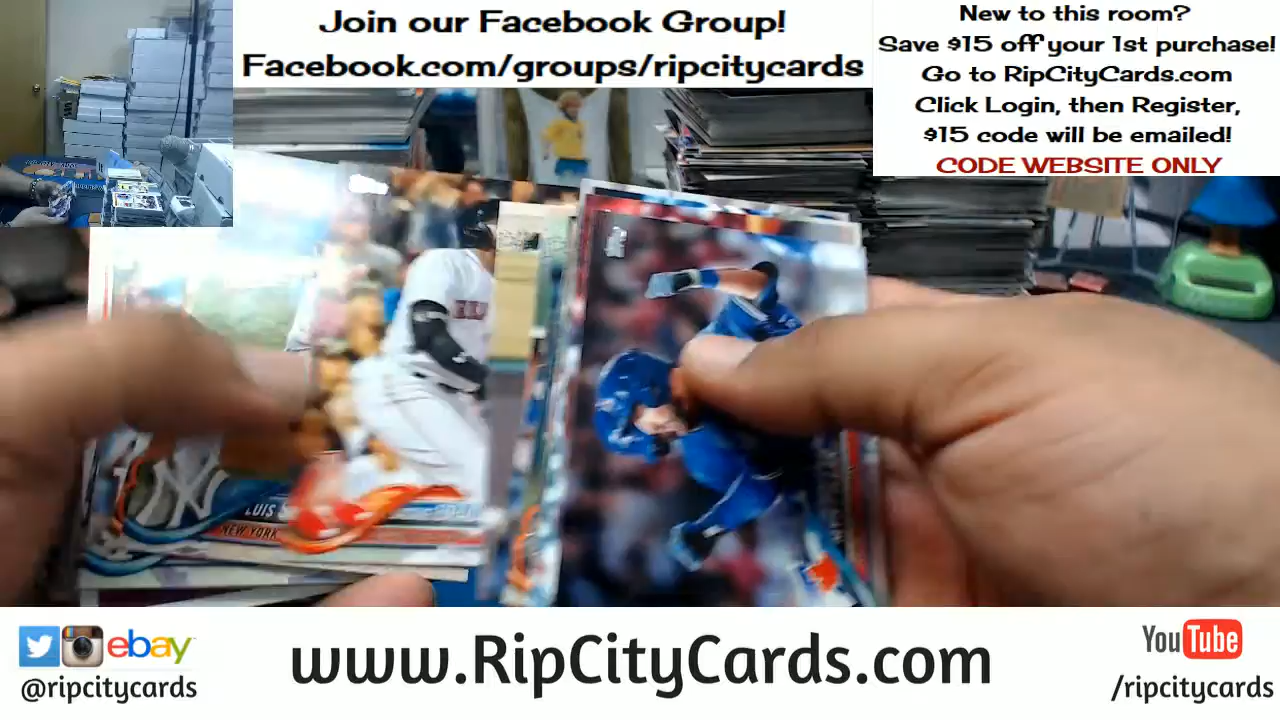 Join our Facebook Group!
Facebook.com/groups/ripcitycards
New to this room?
Save $15 off your 1st purchase!
Go to RipCityCards.com
Click Login, then Register,
$15 code will be emailed!
CODE WEBSITE ONLY
NY
LUIS
NEW YORK
ebay
@ripcitycards
www.RipCityCards.com
YouTube
/ripcitycards